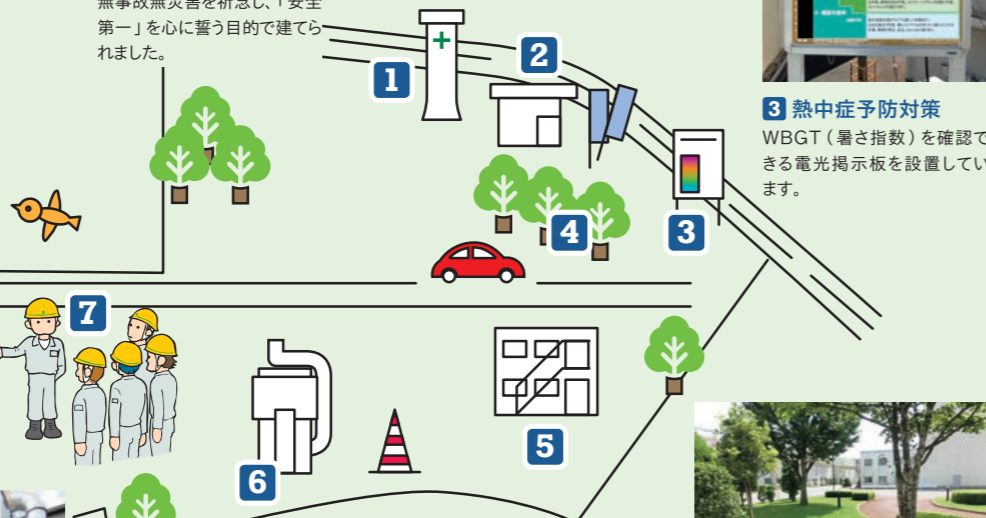 無事故無災害を祈念し、「安全
第一」を心に誓う目的で建てら
れました。
1
2
3 熱中症予防対策
WBGT（暑さ指数）を確認で
きる電光掲示板を設置してい
ます。
4
3
7
5
6